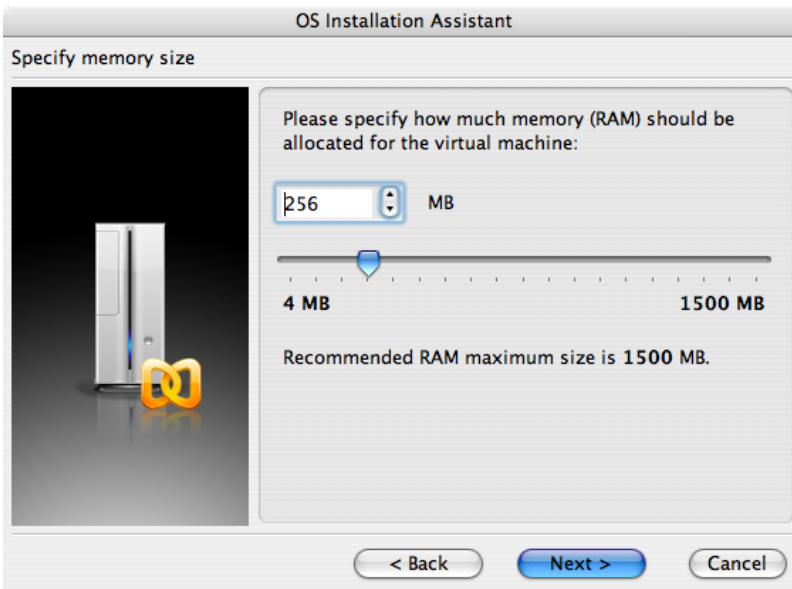 OS Installation Assistant
Specify memory size
Please specify how much memory (RAM) should be
allocated for the virtual machine:
256 MB
4 MB 1500 MB
Recommended RAM maximum size is 1500 MB.
< Back Next > Cancel